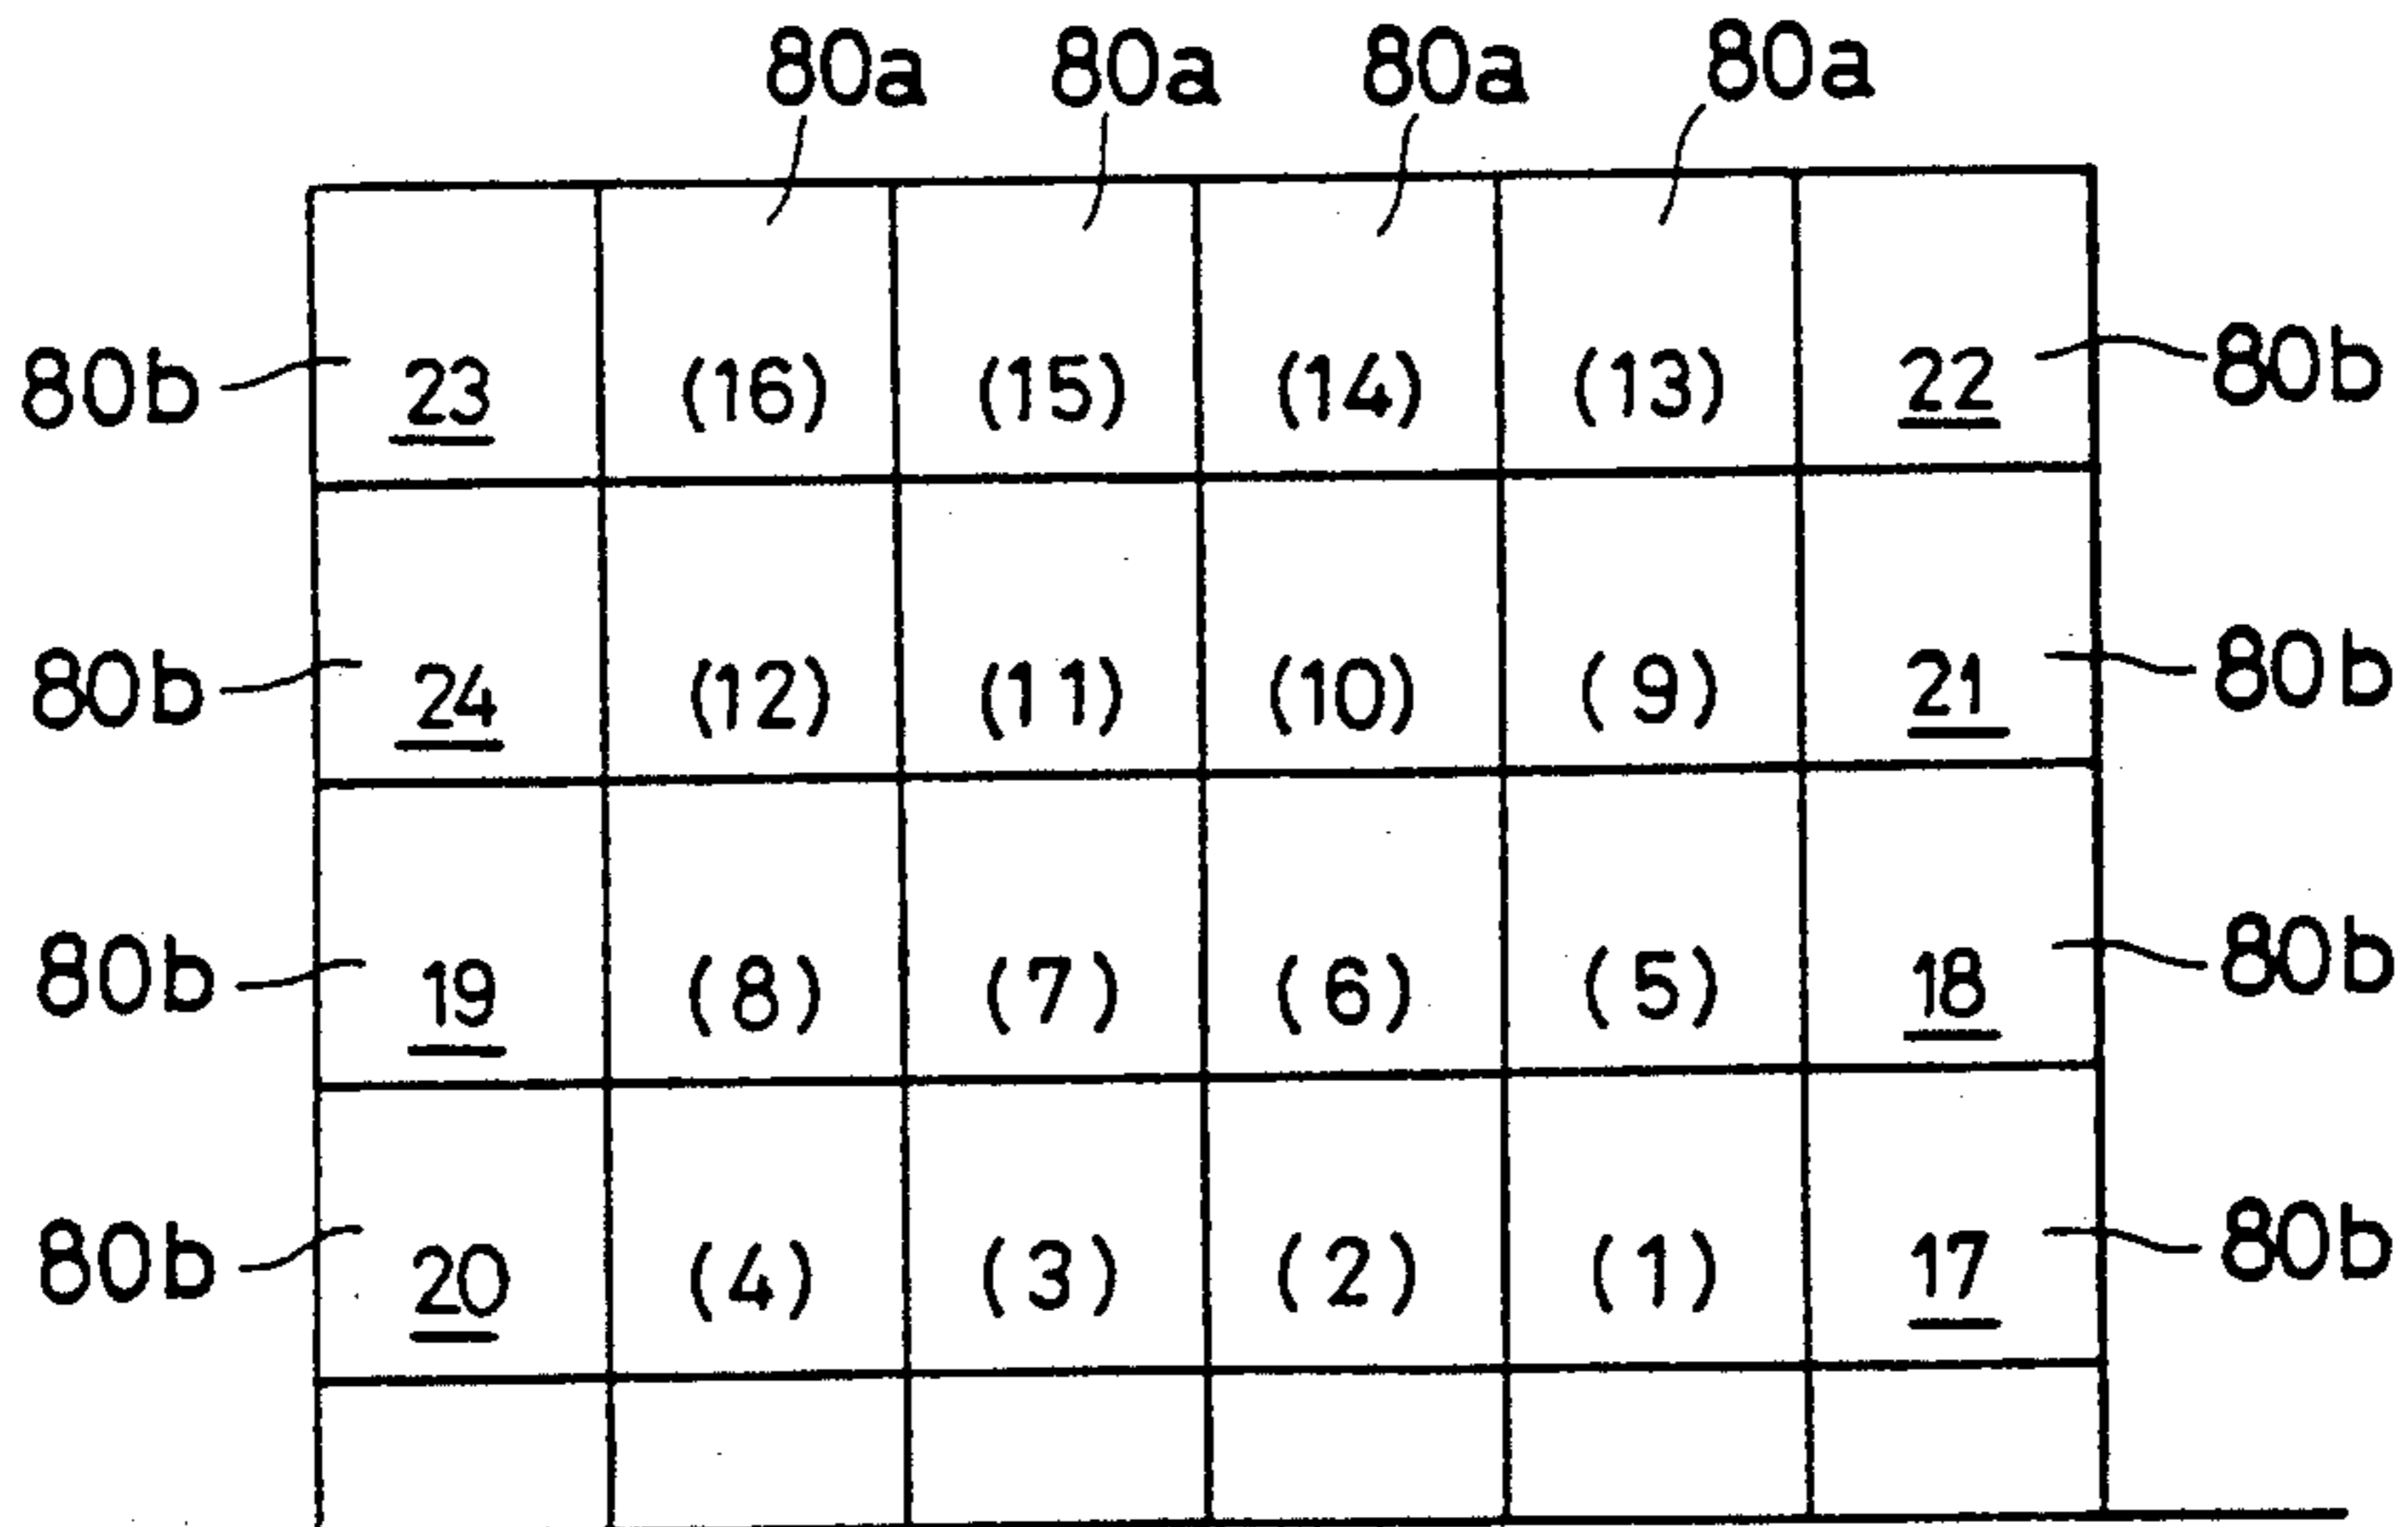 80a 80a 80a 80a
80b 23 (16) (15) (14) (13) 22 80b
80b 24 (12) (11) (10) (9) 21 80b
80b 19 (8) (7) (6) (5) 18 80b
80b 20 (4) (3) (2) (1) 17 80b